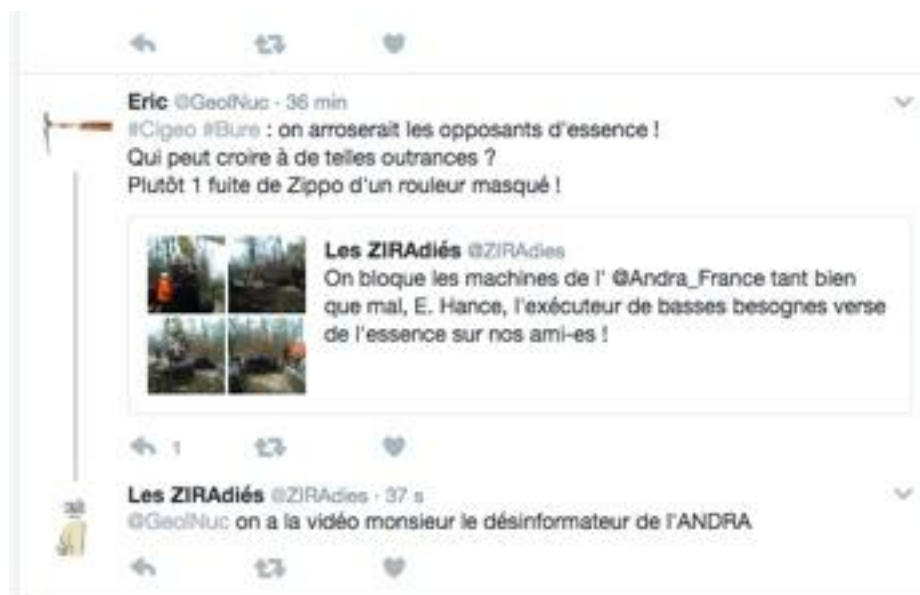 Eric @GeolNuc · 36 min
#Cigeo #Bure : on arroserait les opposants d'essence !
Qui peut croire à de telles outrances ?
Plutôt 1 fuite de Zippo d'un rouleur masqué !
Les ZIRAdiés @ZIRAdies
On bloque les machines de l' @Andra_France tant bien
que mal, E. Hance, l'exécuteur de basses besognes verse
de l'essence sur nos ami-es !
1
Les ZIRAdiés @ZIRAdies · 37 s
@GeolNuc on a la vidéo monsieur le désinformateur de l'ANDRA